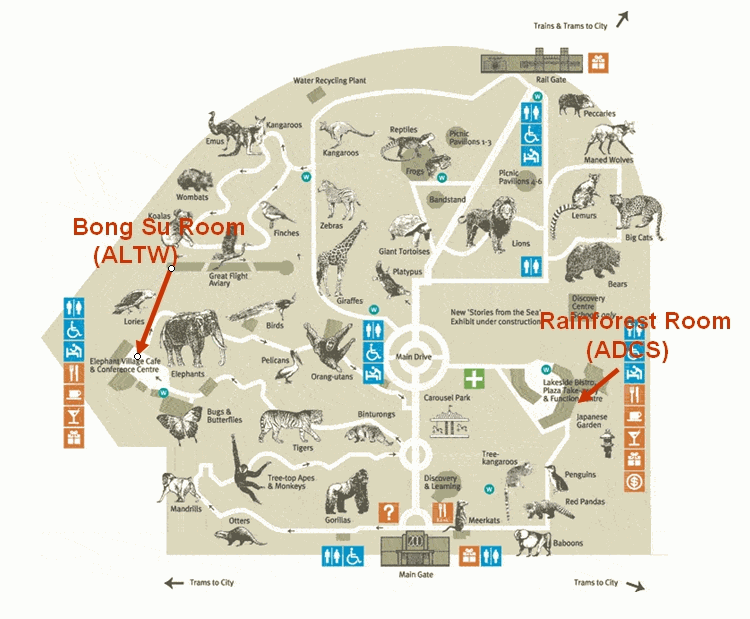 Trains & Trams to City
Rail Gate
Water Recycling Plant
Peccaries
Emus
Kangaroos
Kangaroos
Reptiles
Picnic
Pavilions 1-3
Maned Wolves
Frogs
W
W
W
Picnic
Pavilions 4-6
Wombats
Zebras
Bandstand
Lemurs
Koalas
Finches
Giant Tortoises
Lions
Big Cats
Bong Su Room
(ALTW)
Great Flight
Aviary
Platypus
Bears
Giraffes
Lories
Birds
W
New 'Stories from the Sea'
Exhibit under construction
Discovery
Centre
(Schools only
Rainforest Room
(ADCS)
Elephant Village Cafe
& Conference Centre
Elephants
Pelicans
Orang-utans
Main Drive
W
Lakeside Bistro,
Plaza Take-
& Function Centre
W
Bugs &
Butterflies
Binturongs
Carousel Park
Japanese
Garden
Tigers
Tree-
kangaroos
Tree-top Apes
& Monkeys
Discovery
& Learning
Penguins
W
Mandrills
Gorillas
?
Meerkats
Red Pandas
Otters
Baboons
Main Gate
$
Trams to City
Trams to City